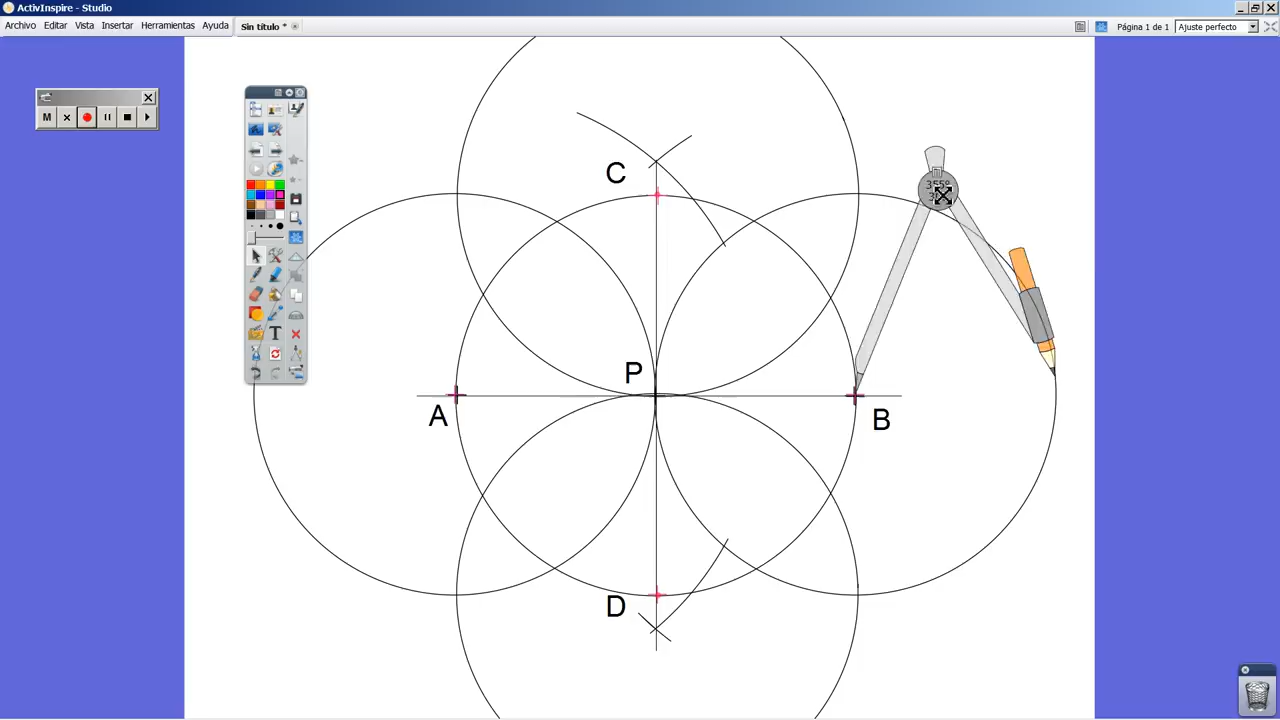 ActivInspire - Studio
Archivo Editar Vista Insertar Herramientas Ayuda
Sin título *
Página 1 de 1
Ajuste perfecto
M
C
P
A
B
D
T